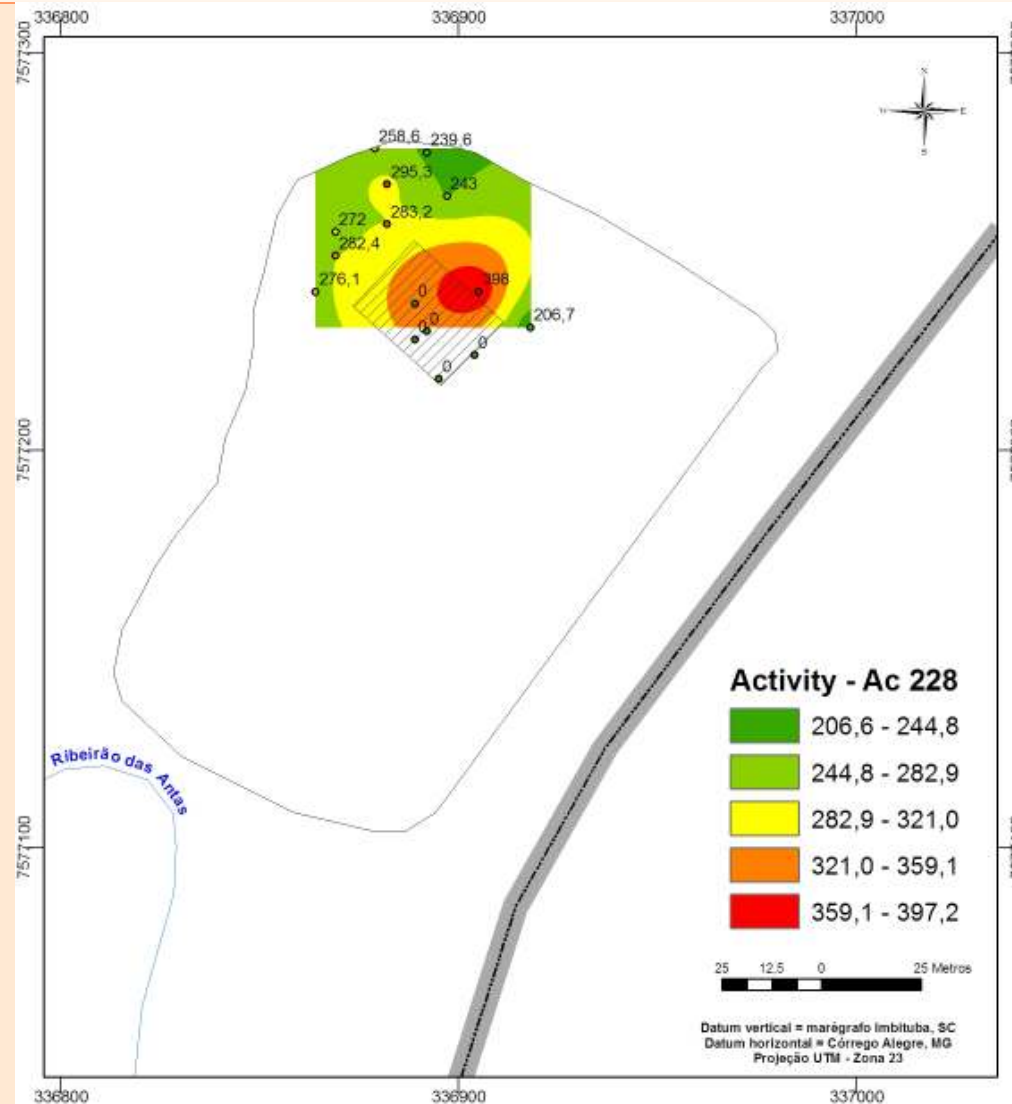 336800 336900 337000
7577300
N
W E
S
258,6 239,6
295,3
243
283,2
272
282,4
276,1
398
0
206,7
0
0
0
0
7577200
Activity - Ac 228
206,6 - 244,8
244,8 - 282,9
282,9 - 321,0
321,0 - 359,1
359,1 - 397,2
Ribeirão das Antas
7577100
25 12.5 0 25 Metros
Datum vertical = marégrafo Imbituba, SC
Datum horizontal = Córrego Alegre, MG
Projeção UTM - Zona 23
336800 336900 337000